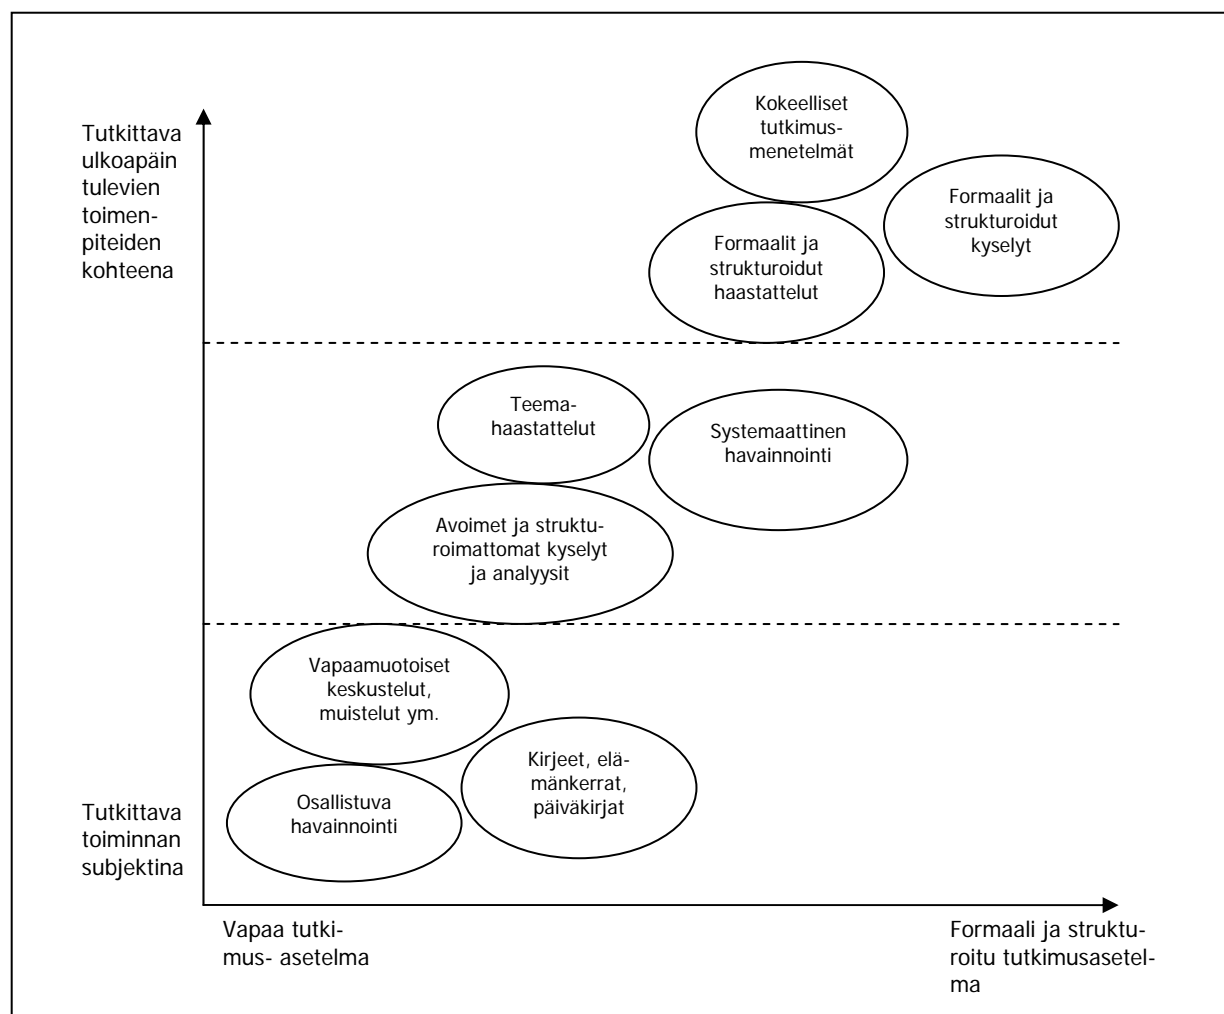 Tutkittava
ulkoapäin
tulevien
toimen-
piteiden
kohteena
Kokeelliset
tutkimus-
menetelmät
Formaalit ja
strukturoidut
kyselyt
Formaalit ja
strukturoidut
haastattelut
Teema-
haastattelut
Systemaattinen
havainnointi
Avoimet ja struktu-
roimattomat kyselyt
ja analyysit
Vapaamuotoiset
keskustelut,
muistelut ym.
Kirjeet, elä-
mänkerrat,
päiväkirjat
Osallistuva
havainnointi
Tutkittava
toiminnan
subjektina
Vapaa tutki-
mus- asetelma
Formaali ja struktu-
roitu tutkimusasetel-
ma